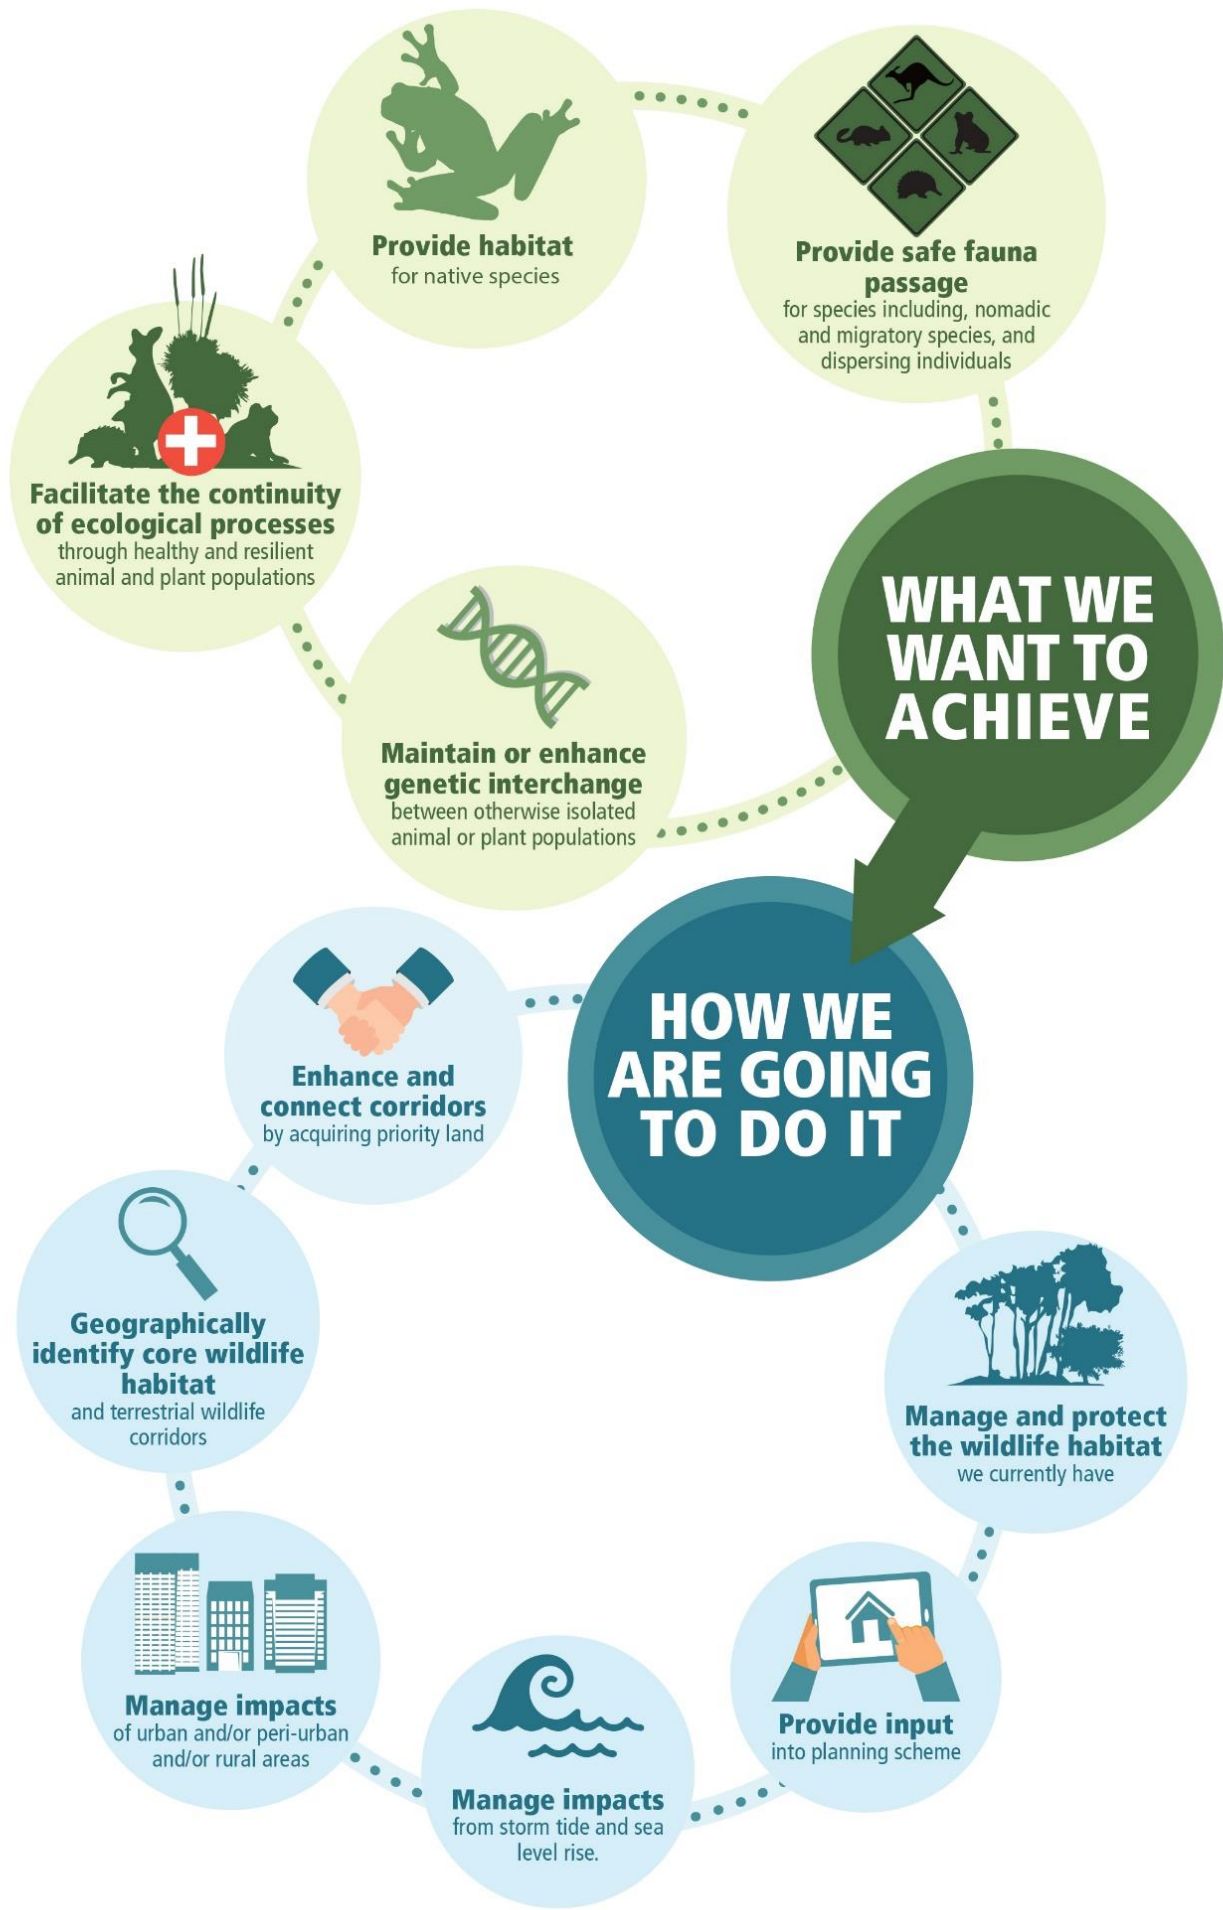 Provide habitat
for native species
Provide safe fauna
passage
for species including, nomadic
and migratory species, and
dispersing individuals
Facilitate the continuity
of ecological processes
through healthy and resilient
animal and plant populations
WHAT WE
WANT TO
ACHIEVE
Maintain or enhance
genetic interchange
between otherwise isolated
animal or plant populations
HOW WE
ARE GOING
TO DO IT
Enhance and
connect corridors
by acquiring priority land
Geographically
identify core wildlife
habitat
and terrestrial wildlife
corridors
Manage and protect
the wildlife habitat
we currently have
Manage impacts
of urban and/or peri-urban
and/or rural areas
Provide input
into planning scheme
Manage impacts
from storm tide and sea
level rise.